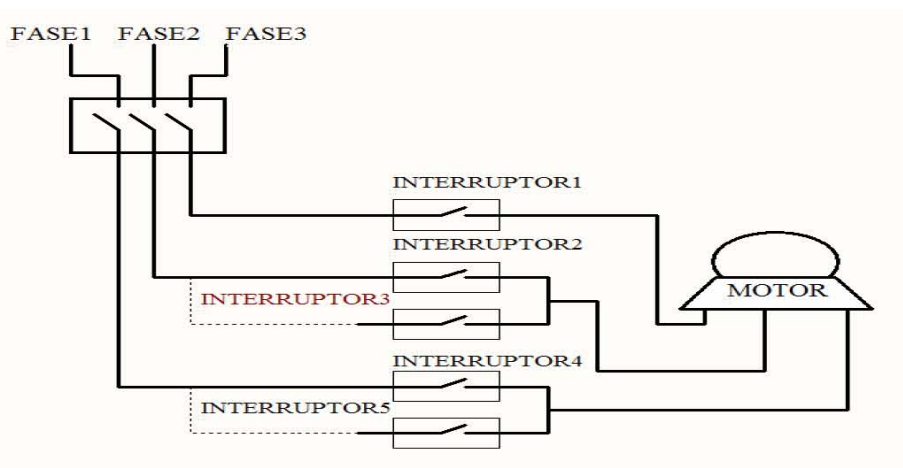 FASE1 FASE2 FASE3
INTERRUPTOR1
INTERRUPTOR2
INTERRUPTOR3
MOTOR
INTERRUPTOR4
INTERRUPTOR5